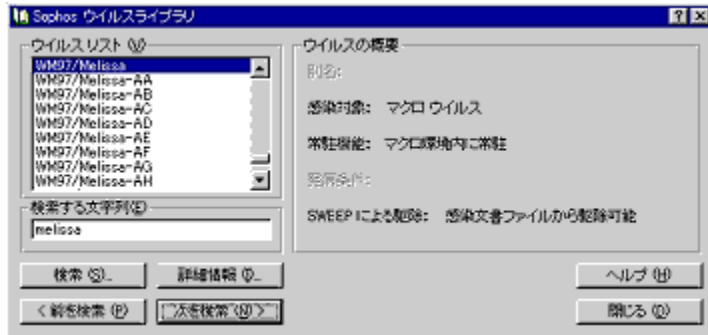 Sophos ウイルスライブラリ
ウイルス リスト (V)
WM97/Melissa
WM97/Melissa-AA
WM97/Melissa-AB
WM97/Melissa-AC
WM97/Melissa-AD
WM97/Melissa-AE
WM97/Melissa-AF
WM97/Melissa-AG
WM97/Melissa-AH
検索する文字列(E)
melissa
ウイルスの概要
別名:
感染対象: マクロ ウイルス
常駐機能: マクロ環境内に常駐
発病条件:
SWEEP による駆除: 感染文書ファイルから駆除可能
検索 (S)...
詳細情報 (I)...
ヘルプ (H)
< 前を検索 (P)
次を検索 (N) >
閉じる (O)